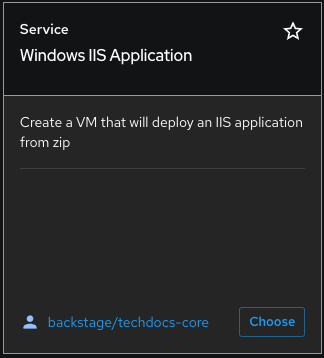 Service
Windows IIS Application
Create a VM that will deploy an IIS application
from zip
backstage/techdocs-core
Choose